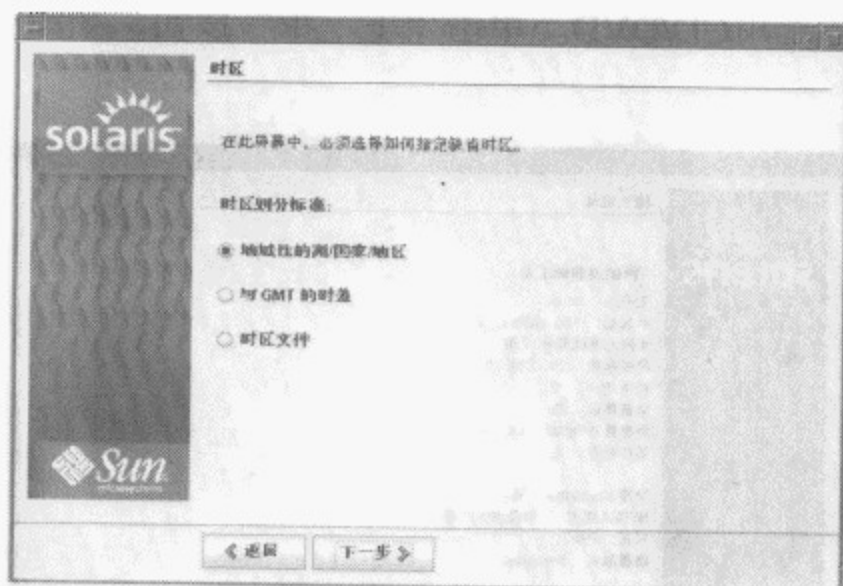 时区
solaris
在此屏幕中，必须选择如何指定缺省时区。
时区划分标准：
地域性的洲/国家/地区
与 GMT 的时差
时区文件
Sun
microsystems
返回
下一步